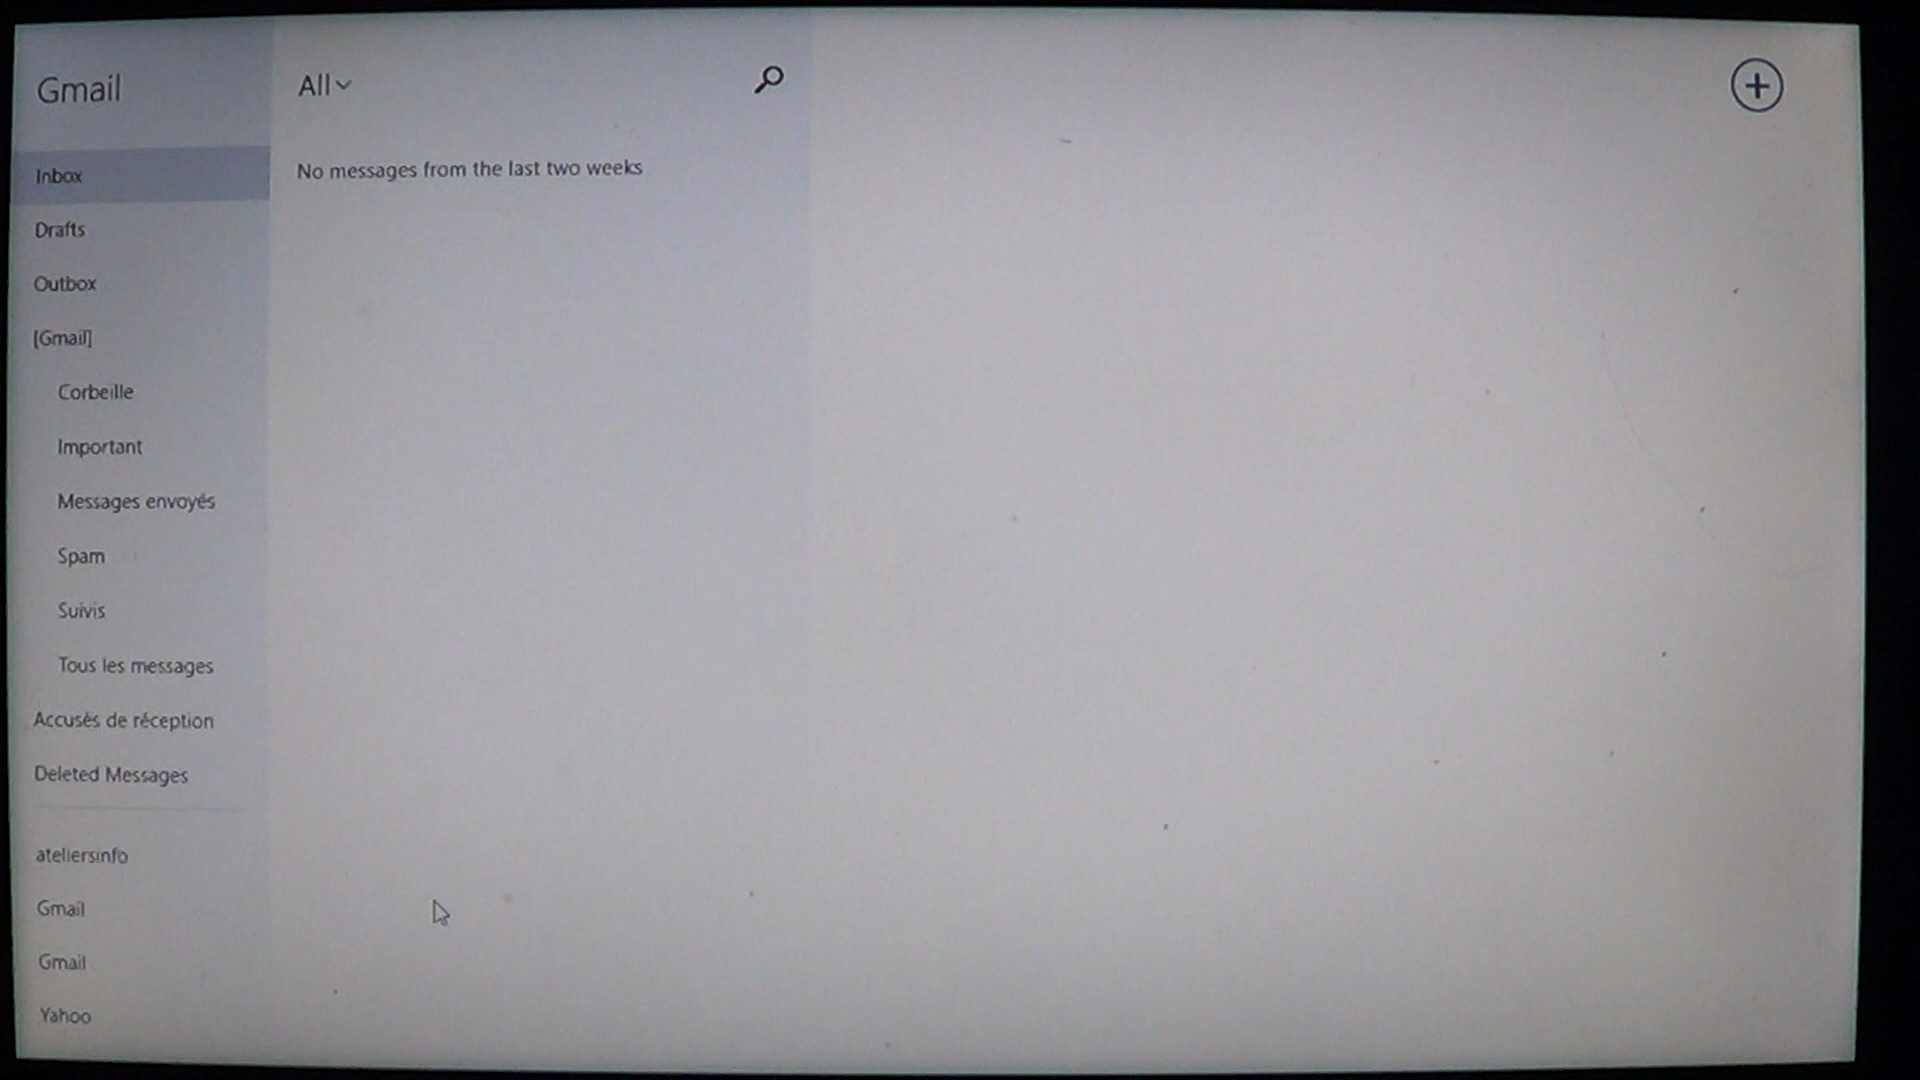 Gmail
Inbox
Drafts
Outbox
[Gmail]
Corbeille
Important
Messages envoyés
Spam
Suivis
Tous les messages
Accusés de réception
Deleted Messages
ateliersinfo
Gmail
Gmail
Yahoo
All
No messages from the last two weeks